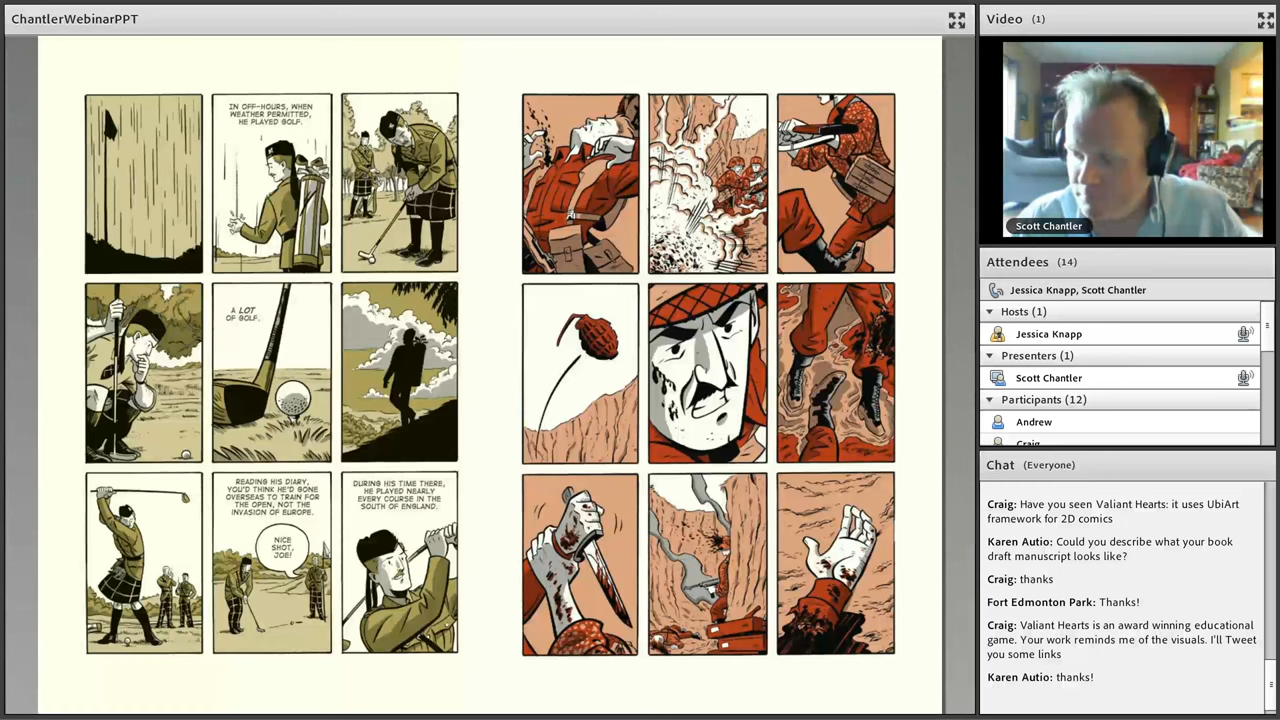 ChantlerWebinarPPT
IN OFF-HOURS, WHEN
WEATHER PERMITTED,
HE PLAYED GOLF.
A LOT
OF GOLF.
READING HIS DIARY,
YOU'D THINK HE'D GONE
OVERSEAS TO TRAIN FOR
THE OPEN, NOT THE
INVASION OF EUROPE.
NICE
SHOT,
JOE!
DURING HIS TIME THERE,
HE PLAYED NEARLY
EVERY COURSE IN THE
SOUTH OF ENGLAND.
Video (1)
Scott Chantler
Attendees (14)
Jessica Knapp, Scott Chantler
Hosts (1)
Jessica Knapp
Presenters (1)
Scott Chantler
Participants (12)
Andrew
Craig
Chat (Everyone)
Craig: Have you seen Valiant Hearts: it uses UbiArt
framework for 2D comics
Karen Autio: Could you describe what your book
draft manuscript looks like?
Craig: thanks
Fort Edmonton Park: Thanks!
Craig: Valiant Hearts is an award winning educational
game. Your work reminds me of the visuals. I'll Tweet
you some links
Karen Autio: thanks!